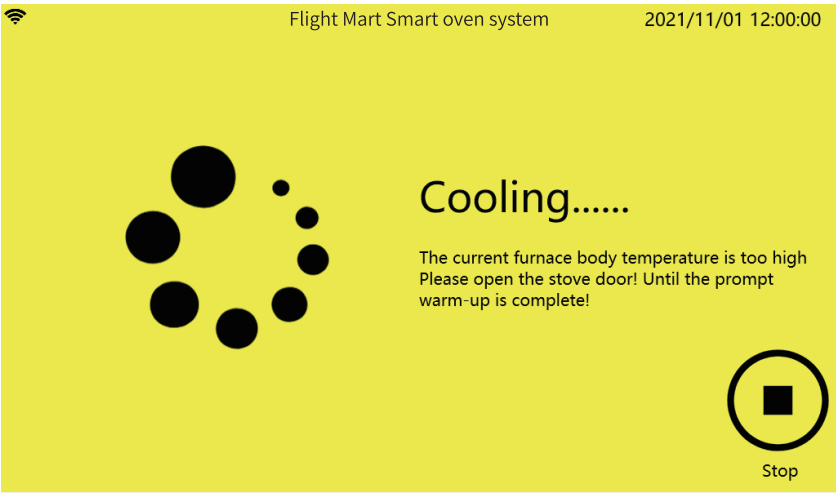 Flight Mart Smart oven system
2021/11/01 12:00:00
Cooling......
The current furnace body temperature is too high
Please open the stove door! Until the prompt
warm-up is complete!
Stop